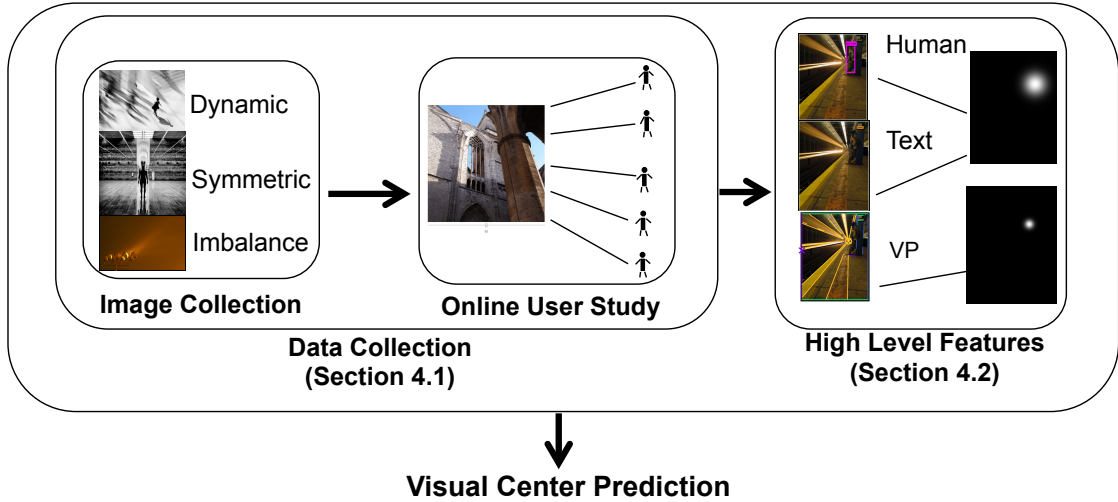 Dynamic
Symmetric
Imbalance
Image Collection
Online User Study
Data Collection
(Section 4.1)
Human
Text
VP
High Level Features
(Section 4.2)
Visual Center Prediction